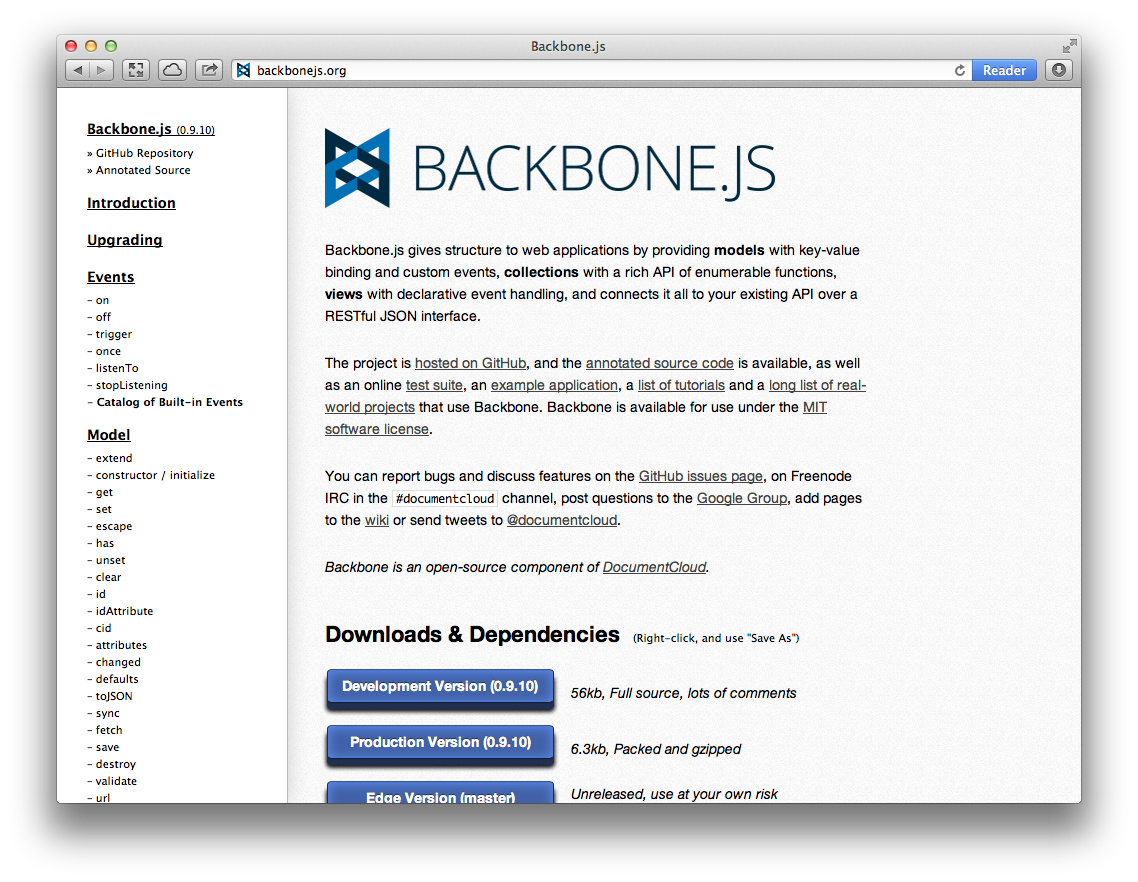 Backbone.js
backbonejs.org
Reader
Backbone.js (0.9.10)
» GitHub Repository
» Annotated Source
Introduction
Upgrading
Events
– on
– off
– trigger
– once
– listenTo
– stopListening
– Catalog of Built-in Events
Model
– extend
– constructor / initialize
– get
– set
– escape
– has
– unset
– clear
– id
– idAttribute
– cid
– attributes
– changed
– defaults
– toJSON
– sync
– fetch
– save
– destroy
– validate
– url
BACKBONE.JS
Backbone.js gives structure to web applications by providing models with key-value
binding and custom events, collections with a rich API of enumerable functions,
views with declarative event handling, and connects it all to your existing API over a
RESTful JSON interface.
The project is hosted on GitHub, and the annotated source code is available, as well
as an online test suite, an example application, a list of tutorials and a long list of real-
world projects that use Backbone. Backbone is available for use under the MIT
software license.
You can report bugs and discuss features on the GitHub issues page, on Freenode
IRC in the #documentcloud channel, post questions to the Google Group, add pages
to the wiki or send tweets to @documentcloud.
Backbone is an open-source component of DocumentCloud.
Downloads & Dependencies (Right-click, and use "Save As")
Development Version (0.9.10) 56kb, Full source, lots of comments
Production Version (0.9.10) 6.3kb, Packed and gzipped
Edge Version (master) Unreleased, use at your own risk